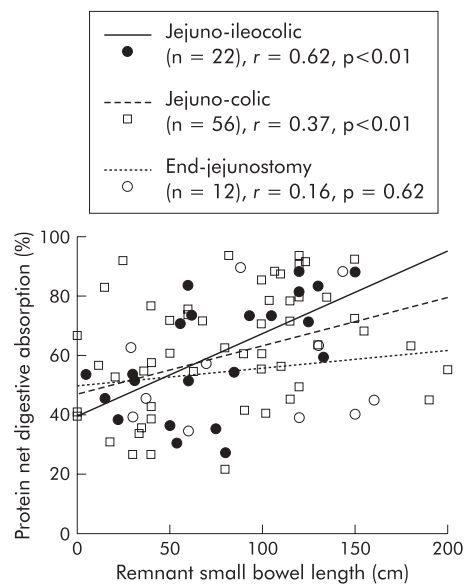 Jejuno-ileocolic
(n = 22), r = 0.62, p<0.01
Jejuno-colic
(n = 56), r = 0.37, p<0.01
End-jejunostomy
(n = 12), r = 0.16, p = 0.62
Protein net digestive absorption (%)
100
80
60
40
20
0
0
50
100
150
200
Remnant small bowel length (cm)